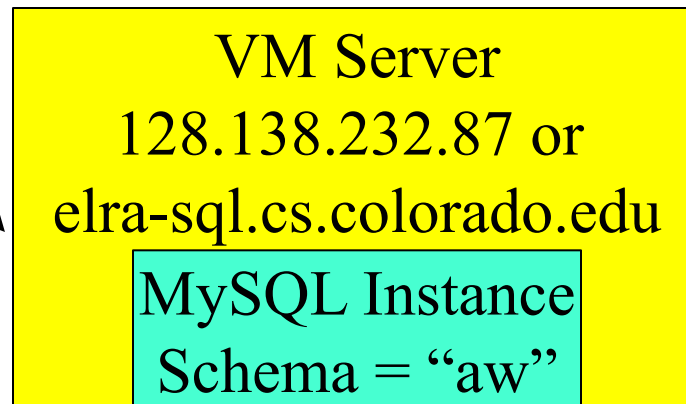 VM Server
128.138.232.87 or
elra-sql.cs.colorado.edu
MySQL Instance
Schema = “aw”